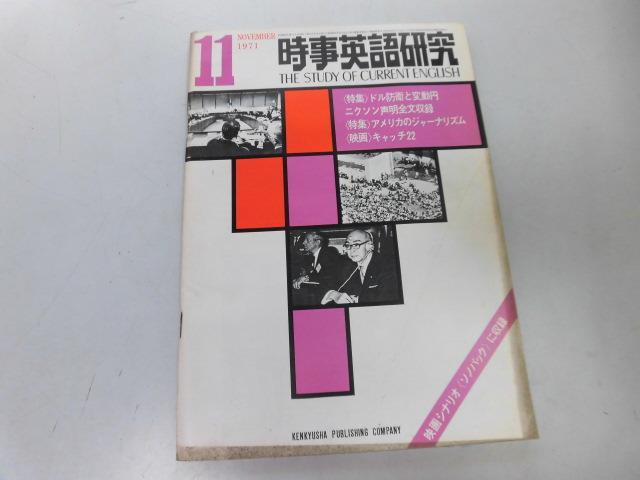 11
NOVEMBER
1971
時事英語研究
THE STUDY OF CURRENT ENGLISH
〈特集〉ドル防衛と変動円
ニクソン声明全文収録
〈特集〉アメリカのジャーナリズム
〈映画〉キャッチ22
映画シナリオ〈ソノパック〉に収録
KENKYUSHA PUBLISHING COMPANY